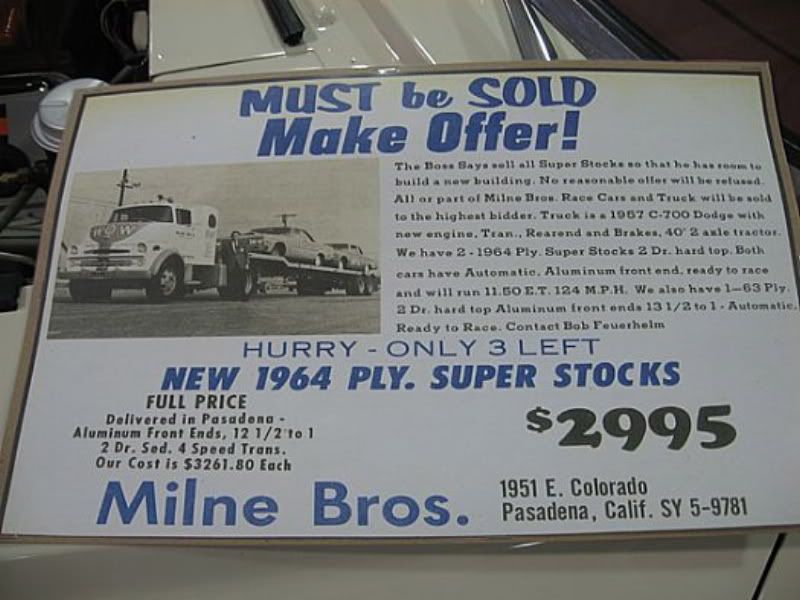 MUST be SOLD
Make Offer!
The Boss Says sell all Super Stocks so that he has room to
build a new building. No reasonable offer will be refused.
All or part of Milne Bros. Race Cars and Truck will be sold
to the highest bidder. Truck is a 1957 C-700 Dodge with
new engine, Tran., Rearend and Brakes, 40' 2 axle tractor.
We have 2 - 1964 Ply. Super Stocks 2 Dr. hard top. Both
cars have Automatic, Aluminum front end, ready to race
and will run 11.50 E.T. 124 M.P.H. We also have 1-63 Ply.
2 Dr. hard top Aluminum front ends 13 1/2 to 1 - Automatic.
Ready to Race. Contact Bob Feuerhelm
HURRY - ONLY 3 LEFT
NEW 1964 PLY. SUPER STOCKS
FULL PRICE
Delivered in Pasadena -
Aluminum Front Ends, 12 1/2 to 1
2 Dr. Sed. 4 Speed Trans.
Our Cost is $3261.80 Each
$2995
Milne Bros.
1951 E. Colorado
Pasadena, Calif. SY 5-9781